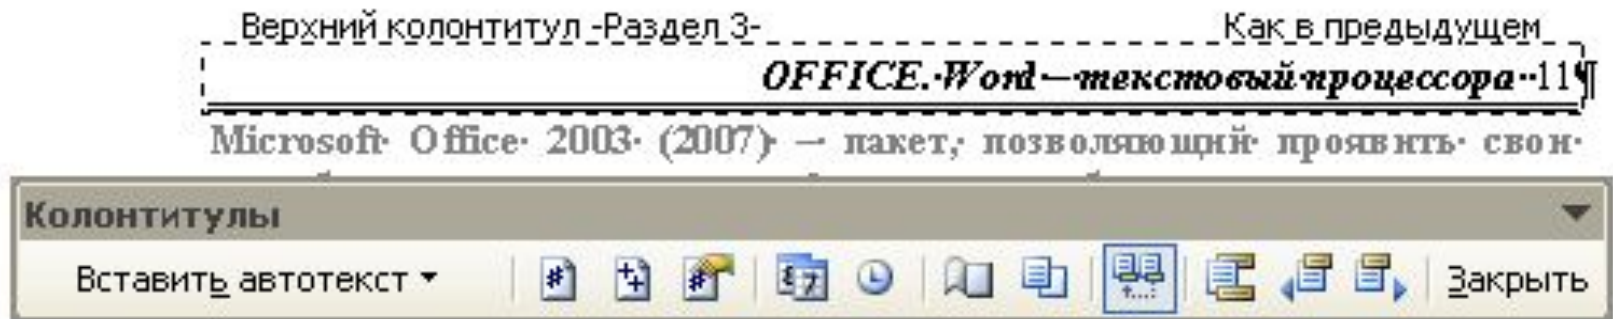 Верхний колонтитул -Раздел 3- Как в предыдущем
OFFICE. Word – текстовый процессора 11¶
Microsoft Office 2003 (2007) – пакет, позволяющий проявить свои
Колонтитулы
Вставить автотекст Закрыть